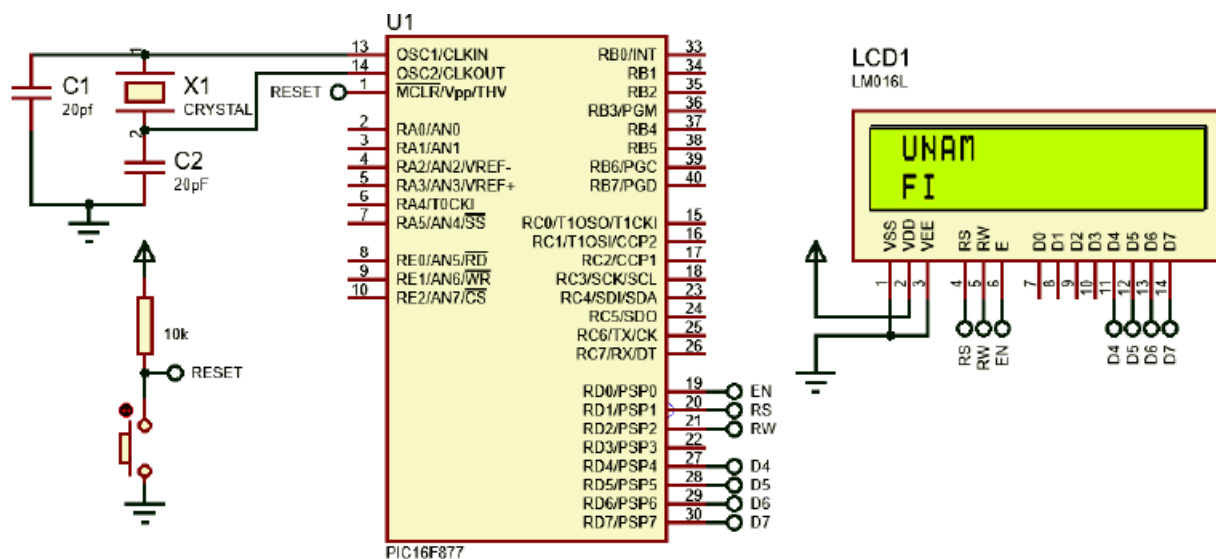 U1
C1
20pf
X1
CRYSTAL
1
2
C2
20pF
RESET
10k
RESET
13 OSC1/CLKIN
14 OSC2/CLKOUT
1 MCLR/Vpp/THV
2 RA0/AN0
3 RA1/AN1
4 RA2/AN2/VREF-
5 RA3/AN3/VREF+
6 RA4/T0CKI
7 RA5/AN4/SS
8 RE0/AN5/RD
9 RE1/AN6/WR
10 RE2/AN7/CS
RB0/INT 33
RB1 34
RB2 35
RB3/PGM 36
RB4 37
RB5 38
RB6/PGC 39
RB7/PGD 40
RC0/T1OSO/T1CKI 15
RC1/T1OSI/CCP2 16
RC2/CCP1 17
RC3/SCK/SCL 18
RC4/SDI/SDA 23
RC5/SDO 24
RC6/TX/CK 25
RC7/RX/DT 26
RD0/PSP0 19 EN
RD1/PSP1 20 RS
RD2/PSP2 21 RW
RD3/PSP3 22
RD4/PSP4 27 D4
RD5/PSP5 28 D5
RD6/PSP6 29 D6
RD7/PSP7 30 D7
PIC16F877
LCD1
LM016L
UNAM
FI
VSS VDD VEE RS RW E D0 D1 D2 D3 D4 D5 D6 D7
1 2 3 4 5 6 7 8 9 10 11 12 13 14
RS RW EN D4 D5 D6 D7